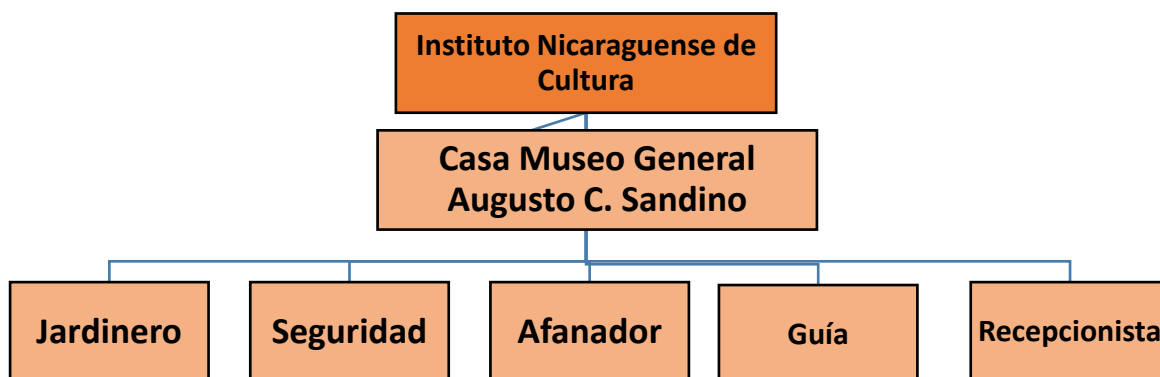 Instituto Nicaraguense de
Cultura
Casa Museo General
Augusto C. Sandino
Jardinero
Seguridad
Afanador
Guía
Recepcionista